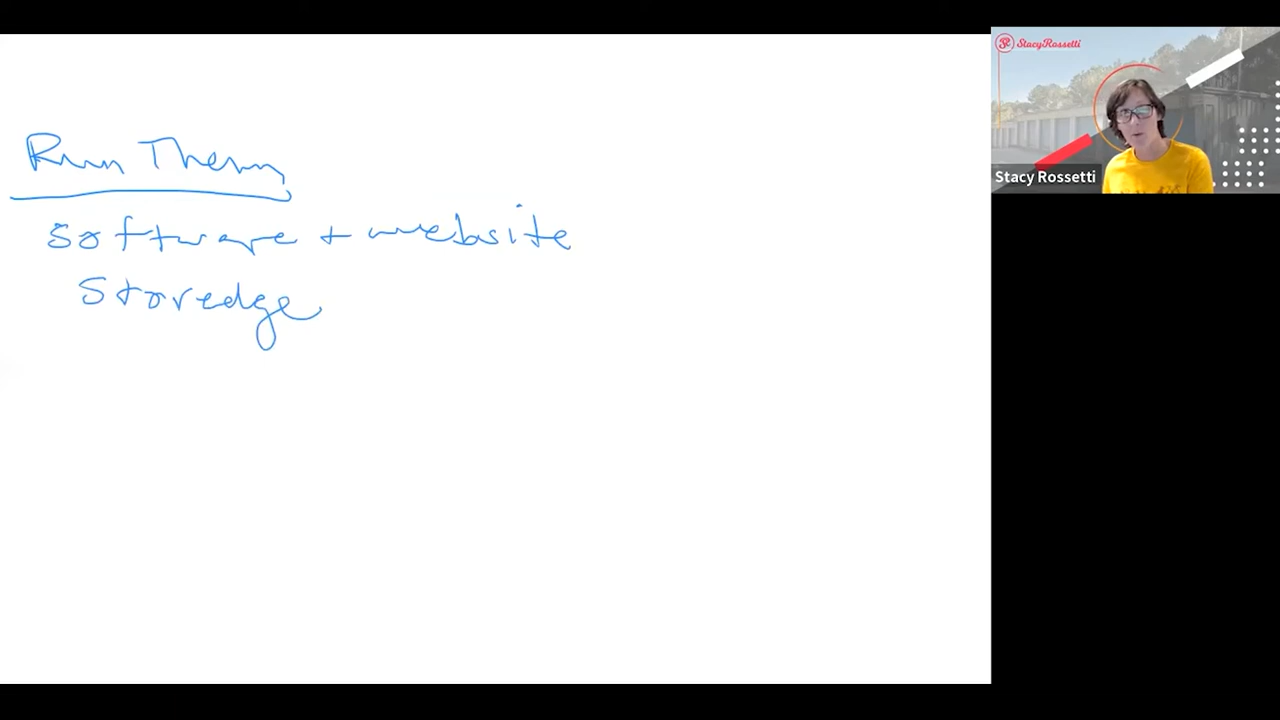 Run Them
software + website
Storedge
StacyRossetti
Stacy Rossetti